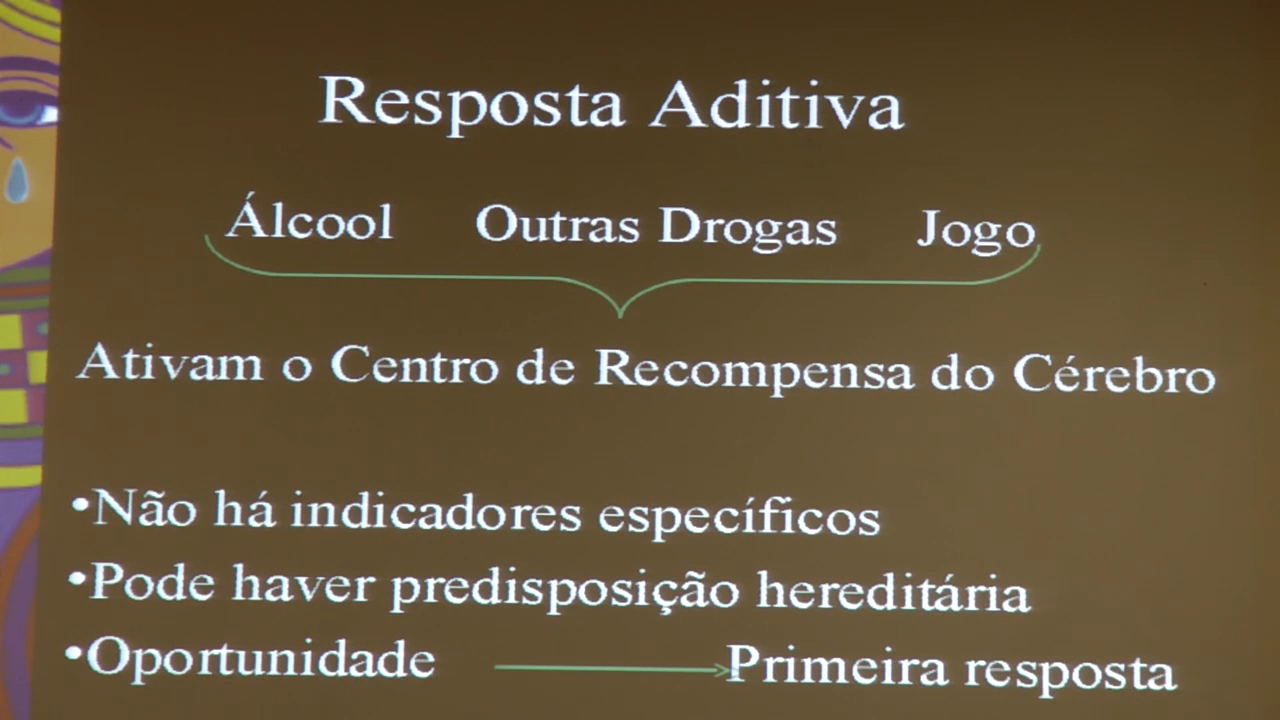 Resposta Aditiva
Álcool Outras Drogas Jogo
Ativam o Centro de Recompensa do Cérebro
•Não há indicadores específicos
•Pode haver predisposição hereditária
•Oportunidade Primeira resposta